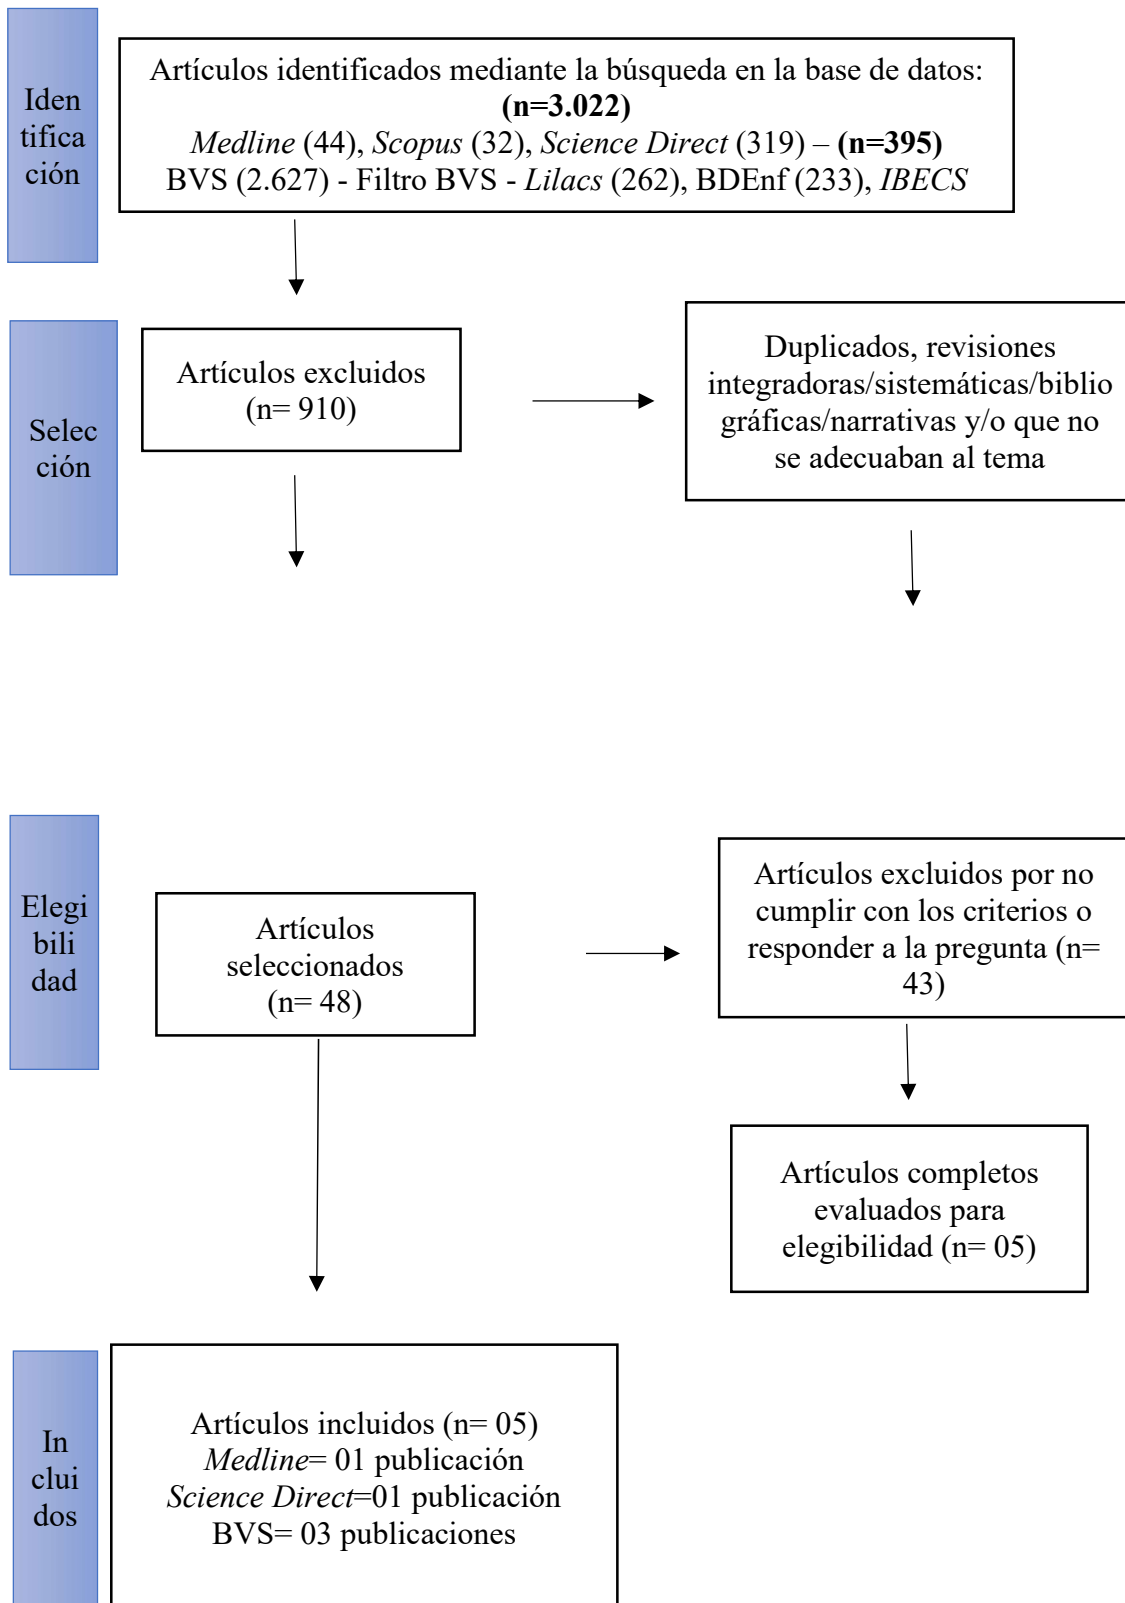 Iden
tifica
ción
Artículos identificados mediante la búsqueda en la base de datos:
(n=3.022)
Medline (44), Scopus (32), Science Direct (319) – (n=395)
BVS (2.627) - Filtro BVS - Lilacs (262), BDEnf (233), IBECS
Selec
ción
Artículos excluidos
(n= 910)
Duplicados, revisiones
integradoras/sistemáticas/biblio
gráficas/narrativas y/o que no
se adecuaban al tema
Elegi
bili
dad
Artículos
seleccionados
(n= 48)
Artículos excluidos por no
cumplir con los criterios o
responder a la pregunta (n=
43)
Artículos completos
evaluados para
elegibilidad (n= 05)
In
clui
dos
Artículos incluidos (n= 05)
Medline= 01 publicación
Science Direct=01 publicación
BVS= 03 publicaciones